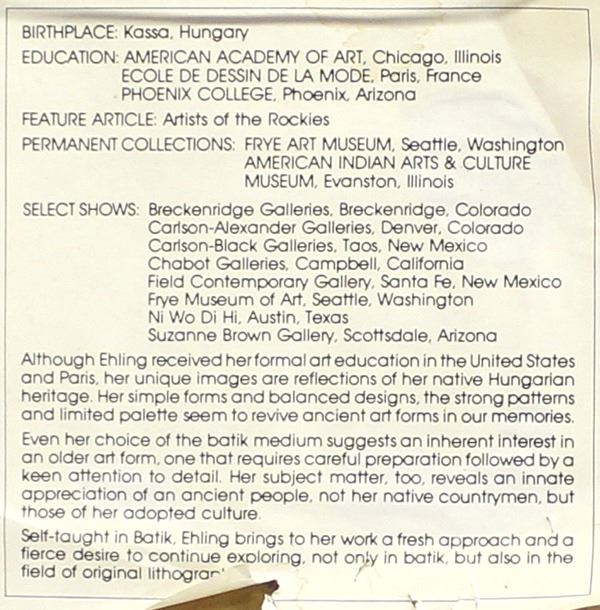 BIRTHPLACE: Kassa, Hungary
EDUCATION: AMERICAN ACADEMY OF ART, Chicago, Illinois
ECOLE DE DESSIN DE LA MODE, Paris, France
PHOENIX COLLEGE, Phoenix, Arizona
FEATURE ARTICLE: Artists of the Rockies
PERMANENT COLLECTIONS: FRYE ART MUSEUM, Seattle, Washington
AMERICAN INDIAN ARTS & CULTURE
MUSEUM, Evanston, Illinois
SELECT SHOWS: Breckenridge Galleries, Breckenridge, Colorado
Carlson-Alexander Galleries, Denver, Colorado
Carlson-Black Galleries, Taos, New Mexico
Chabot Galleries, Campbell, California
Field Contemporary Gallery, Santa Fe, New Mexico
Frye Museum of Art, Seattle, Washington
Ni Wo Di Hi, Austin, Texas
Suzanne Brown Gallery, Scottsdale, Arizona
Although Ehling received her formal art education in the United States
and Paris, her unique images are reflections of her native Hungarian
heritage. Her simple forms and balanced designs, the strong patterns
and limited palette seem to revive ancient art forms in our memories.
Even her choice of the batik medium suggests an inherent interest in
an older art form, one that requires careful preparation followed by a
keen attention to detail. Her subject matter, too, reveals an innate
appreciation of an ancient people, not her native countrymen, but
those of her adopted culture.
Self-taught in Batik, Ehling brings to her work a fresh approach and a
fierce desire to continue exploring, not only in batik, but also in the
field of original